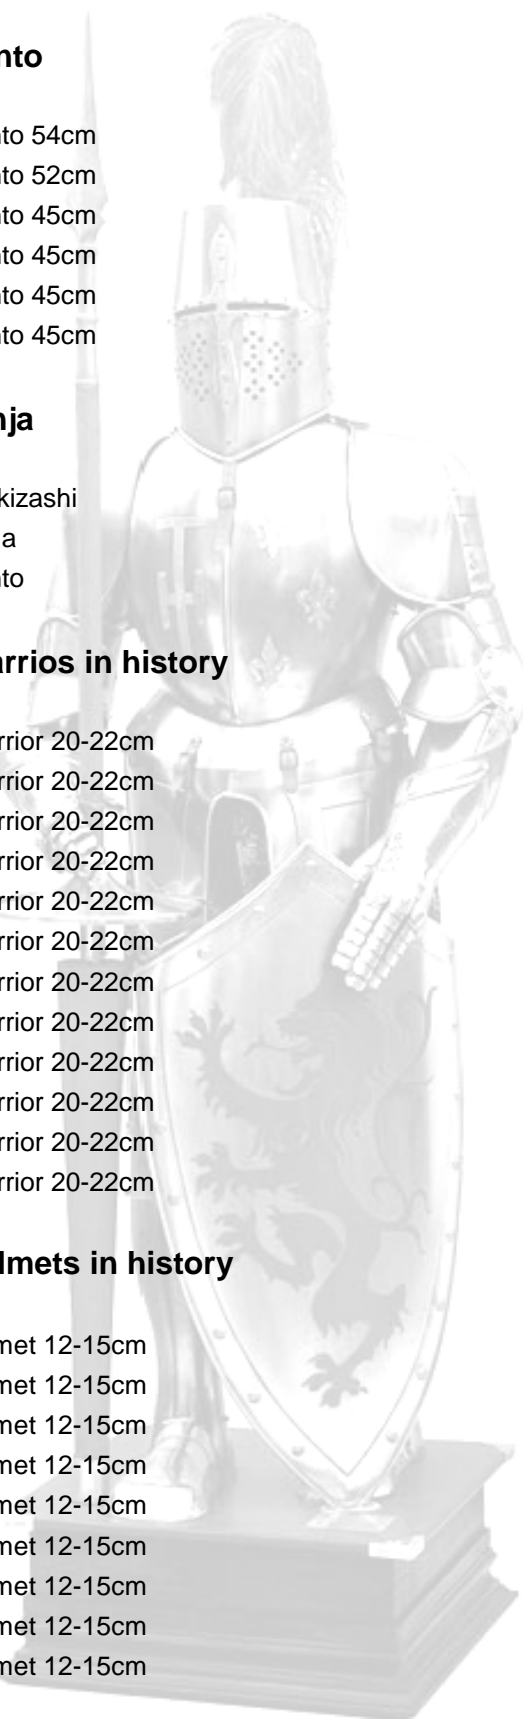 nto
nto 54cm
nto 52cm
nto 45cm
nto 45cm
nto 45cm
nto 45cm
nja
kizashi
a
nto
arrios in history
rrior 20-22cm
rrior 20-22cm
rrior 20-22cm
rrior 20-22cm
rrior 20-22cm
rrior 20-22cm
rrior 20-22cm
rrior 20-22cm
rrior 20-22cm
rrior 20-22cm
rrior 20-22cm
rrior 20-22cm
lmets in history
met 12-15cm
met 12-15cm
met 12-15cm
met 12-15cm
met 12-15cm
met 12-15cm
met 12-15cm
met 12-15cm
met 12-15cm